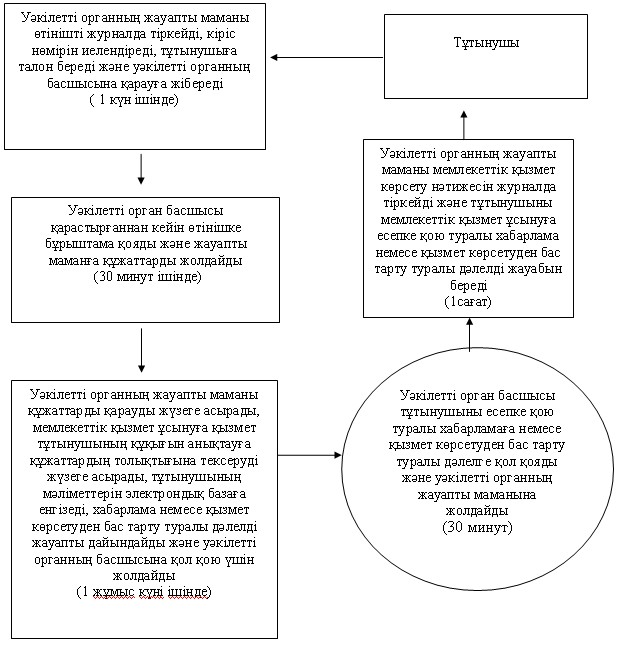 Уәкілетті органның жауапты маманы
өтінішті журналда тіркейді, кіріс
нөмірін иелендіреді, тұтынушыға
талон береді және уәкілетті органның
басшысына қарауға жібереді
( 1 күн ішінде)
Тұтынушы
Уәкілетті органның жауапты
маманы мемлекеттік қызмет
көрсету нәтижесін журналда
тіркейді және тұтынушыны
мемлекеттік қызмет ұсынуға
есепке қою туралы хабарлама
немесе қызмет көрсетуден бас
тарту туралы дәлелді жауабын
береді
(1сағат)
Уәкілетті орган басшысы
қарастырғаннан кейін өтінішке
бұрыштама қояды және жауапты
маманға құжаттарды жолдайды
(30 минут ішінде)
Уәкілетті органның жауапты маманы
құжаттарды қарауды жүзеге асырады,
мемлекеттік қызмет ұсынуға қызмет
тұтынушының құқығын анықтауға
құжаттардың толықтығына тексеруді
жүзеге асырады, тұтынушының
мәліметтерін электрондық базаға
енгізеді, хабарлама немесе қызмет
көрсетуден бас тарту туралы дәлелді
жауапты дайындайды және уәкілетті
органның басшысына қол қою үшін
жолдайды
(1 жұмыс күні ішінде)
Уәкілетті орган басшысы
тұтынушыны есепке қою
туралы хабарламаға немесе
қызмет көрсетуден бас тарту
туралы дәлелге қол қояды
және уәкілетті органның
жауапты маманына
жолдайды
(30 минут)